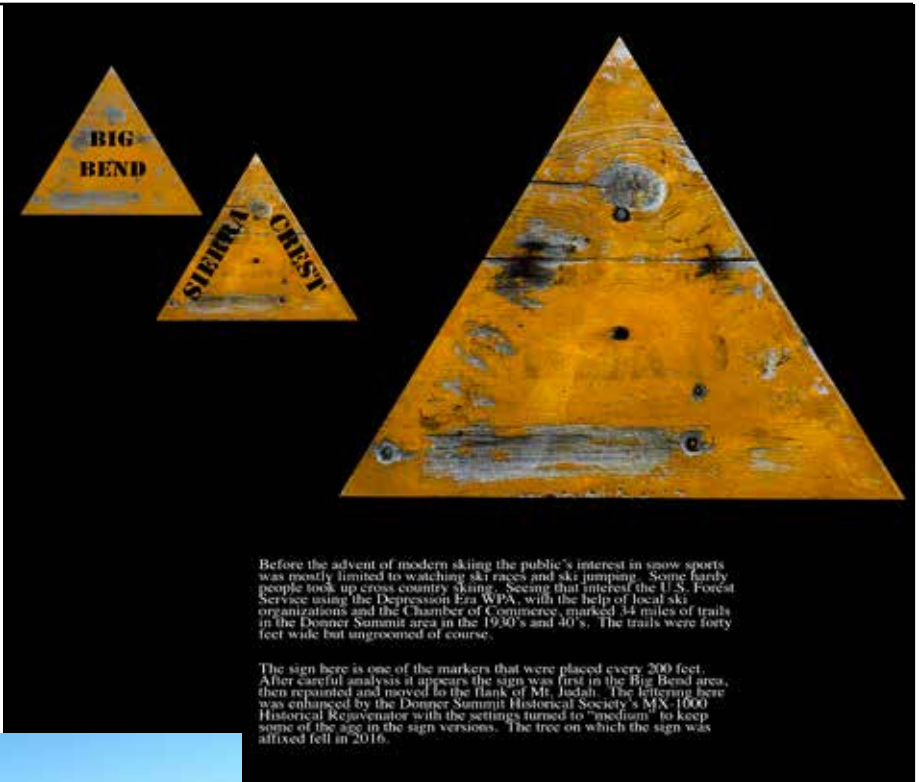 BIG
BEND
SIERRA
CREST
Before the advent of modern skiing the public's interest in snow sports
was mostly limited to watching ski races and ski jumping. Some hardy
people took up cross country skiing. Seeing that interest the U.S. Forest
Service using the Depression Era WPA, with the help of local ski
organizations and the Chamber of Commerce, marked 34 miles of trails
in the Donner Summit area in the 1930's and 40's. The trails were forty
feet wide but ungroomed of course.
The sign here is one of the markers that were placed every 200 feet.
After careful analysis it appears the sign was first in the Big Bend area,
then repainted and moved to the flank of Mt. Judah. The lettering here
was enhanced by the Donner Summit Historical Society's MX-1000
Historical Rejuvenator with the settings turned to "medium" to keep
some of the age in the sign versions. The tree on which the sign was
affixed fell in 2016.